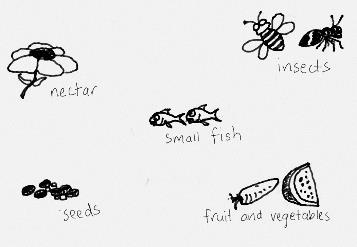 insects
nectar
small fish
seeds
fruit and vegetables